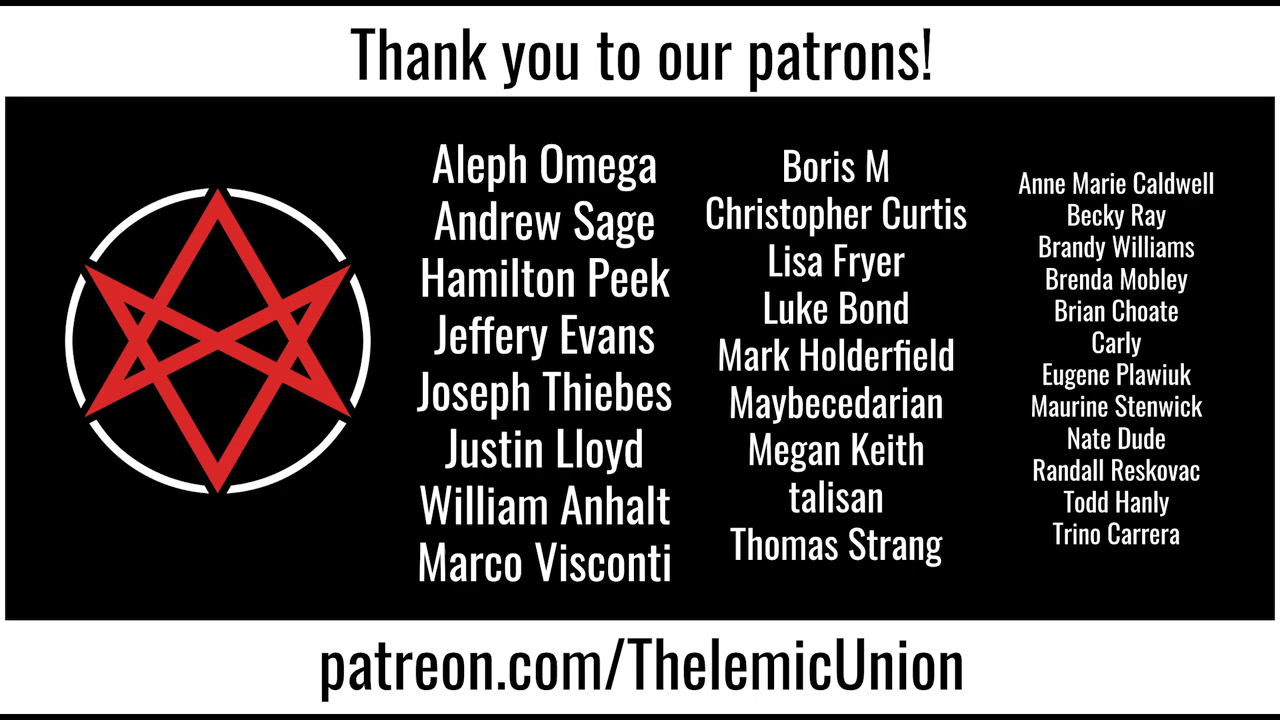 Thank you to our patrons!
Aleph Omega
Andrew Sage
Hamilton Peek
Jeffery Evans
Joseph Thiebes
Justin Lloyd
William Anhalt
Marco Visconti
Boris M
Christopher Curtis
Lisa Fryer
Luke Bond
Mark Holderfield
Maybecedarian
Megan Keith
talisan
Thomas Strang
Anne Marie Caldwell
Becky Ray
Brandy Williams
Brenda Mobley
Brian Choate
Carly
Eugene Plawiuk
Maurine Stenwick
Nate Dude
Randall Reskovac
Todd Hanly
Trino Carrera
patreon.com/ThelemicUnion